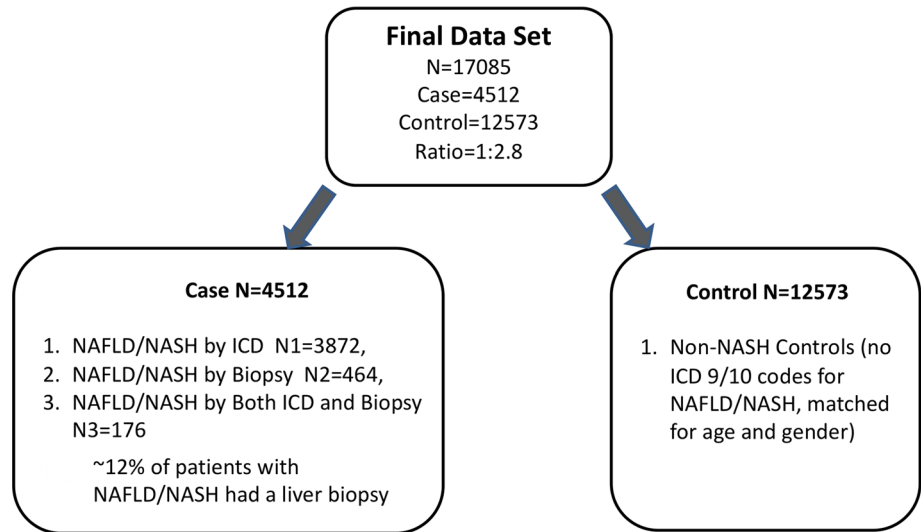 Final Data Set
N=17085
Case=4512
Control=12573
Ratio=1:2.8
Case N=4512
1. NAFLD/NASH by ICD N1=3872,
2. NAFLD/NASH by Biopsy N2=464,
3. NAFLD/NASH by Both ICD and Biopsy
N3=176
~12% of patients with
NAFLD/NASH had a liver biopsy
Control N=12573
1. Non-NASH Controls (no
ICD 9/10 codes for
NAFLD/NASH, matched
for age and gender)